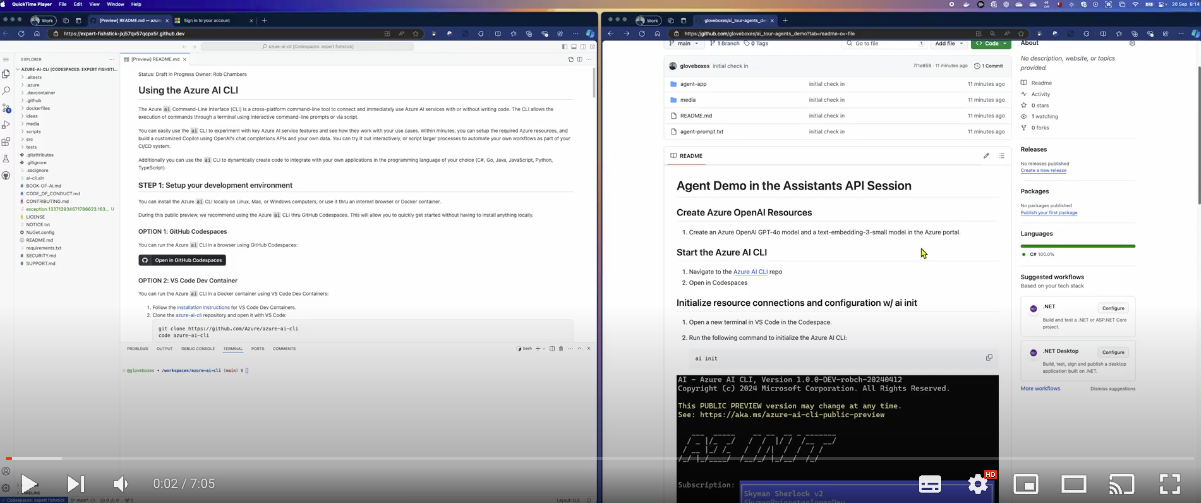 QuickTime Player File Edit View Window Help
20 Sep 9:14
Work
[Preview] README.md — azure-
Sign in to your account
https://expert-fishstick-jxj57gv57qqpx5r.github.dev
azure-ai-cli [Codespaces: expert fishstick]
EXPLORER
AZURE-AI-CLI [CODESPACES: EXPERT FISHSTICK]
.azure
.devcontainer
.github
dockerfiles
ideas
media
scripts
src
tests
.gitattributes
.gitignore
ai-cli.sln
BOOK-OF-AI.md
CODE_OF_CONDUCT.md
CONTRIBUTING.md
LICENSE
NOTICE.txt
NuGet.config
README.md
requirements.txt
SECURITY.md
SUPPORT.md
[Preview] README.md
Status: Draft In Progress Owner: Rob Chambers
Using the Azure AI CLI
The Azure ai Command-Line Interface (CLI) is a cross-platform command-line tool to connect and immediately use Azure AI services with or without writing code. The CLI allows the
execution of commands through a terminal using interactive command-line prompts or via script.
You can easily use the ai CLI to experiment with key Azure AI service features and see how they work with your use cases. Within minutes, you can setup the required Azure resources, and
build a customized Copilot using OpenAI's chat completions APIs and your own data. You can try it out interactively, or script larger processes to automate your own workflows as part of your
CI/CD system.
Additionally you can use the ai CLI to dynamically create code to integrate with your own applications in the programming language of your choice (C#, Go, Java, JavaScript, Python,
TypeScript).
STEP 1: Setup your development environment
You can install the Azure AI CLI locally on Linux, Mac, or Windows computers, or use it thru an internet browser or Docker container.
During this public preview, we recommend using the Azure AI CLI thru GitHub Codespaces. This will allow you to quickly get started without having to install anything locally.
OPTION 1: GitHub Codespaces
You can run the Azure AI CLI in a browser using GitHub Codespaces:
Open in GitHub Codespaces
OPTION 2: VS Code Dev Container
You can run the Azure AI CLI in a Docker container using VS Code Dev Containers:
1. Follow the installation instructions for VS Code Dev Containers.
2. Clone the azure-ai-cli repository and open it with VS Code:
git clone https://github.com/Azure/azure-ai-cli
code azure-ai-cli
PROBLEMS OUTPUT DEBUG CONSOLE TERMINAL PORTS COMMENTS
bash
@gloveboxes → /workspaces/azure-ai-cli (main) $
Work
gloveboxes/ai_tour-agents_de
https://github.com/gloveboxes/ai_tour-agents_demo?tab=readme-ov-file
main 1 Branch 0 Tags Go to file Add file Code
gloveboxes initial check in 11 minutes ago 1 Commit
agent-app initial check in 11 minutes ago
media initial check in 11 minutes ago
README.md initial check in 11 minutes ago
agent-prompt.txt initial check in 11 minutes ago
README
Agent Demo in the Assistants API Session
Create Azure OpenAI Resources
1. Create an Azure OpenAI GPT-4o model and a text-embedding-3-small model in the Azure portal.
Start the Azure AI CLI
1. Navigate to the Azure AI CLI repo
2. Open in Codespaces
Initialize resource connections and configuration w/ ai init
1. Open a new terminal in VS Code in the Codespace.
2. Run the following command to initialize the Azure AI CLI:
ai init
AI - Azure AI CLI, Version 1.0.0-DEV-robch-20240412
Copyright (c) 2024 Microsoft Corporation. All Rights Reserved.
This PUBLIC PREVIEW version may change at any time.
See: https://aka.ms/azure-ai-cli-public-preview
Subscription:
Skyman Sherlock v2
About
No description, website, or topics
provided.
Readme
Activity
0 stars
1 watching
0 forks
Releases
No releases published
Create a new release
Packages
No packages published
Publish your first package
Languages
C# 100.0%
Suggested workflows
Based on your tech stack
.NET
Configure
Build and test a .NET or ASP.NET Core
project.
.NET Desktop
Configure
Build, test, sign and publish a desktop
application built on .NET.
More workflows
Dismiss suggestions
0:02 / 7:05
HD